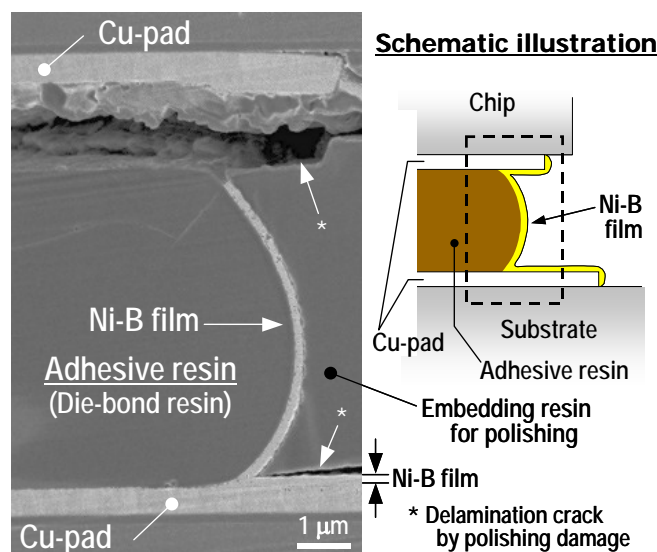 Cu-pad
*
Ni-B film
Adhesive resin
(Die-bond resin)
*
Cu-pad
1 μm
Schematic illustration
Chip
Ni-B
film
Cu-pad
Substrate
Adhesive resin
Embedding resin
for polishing
Ni-B film
* Delamination crack
by polishing damage